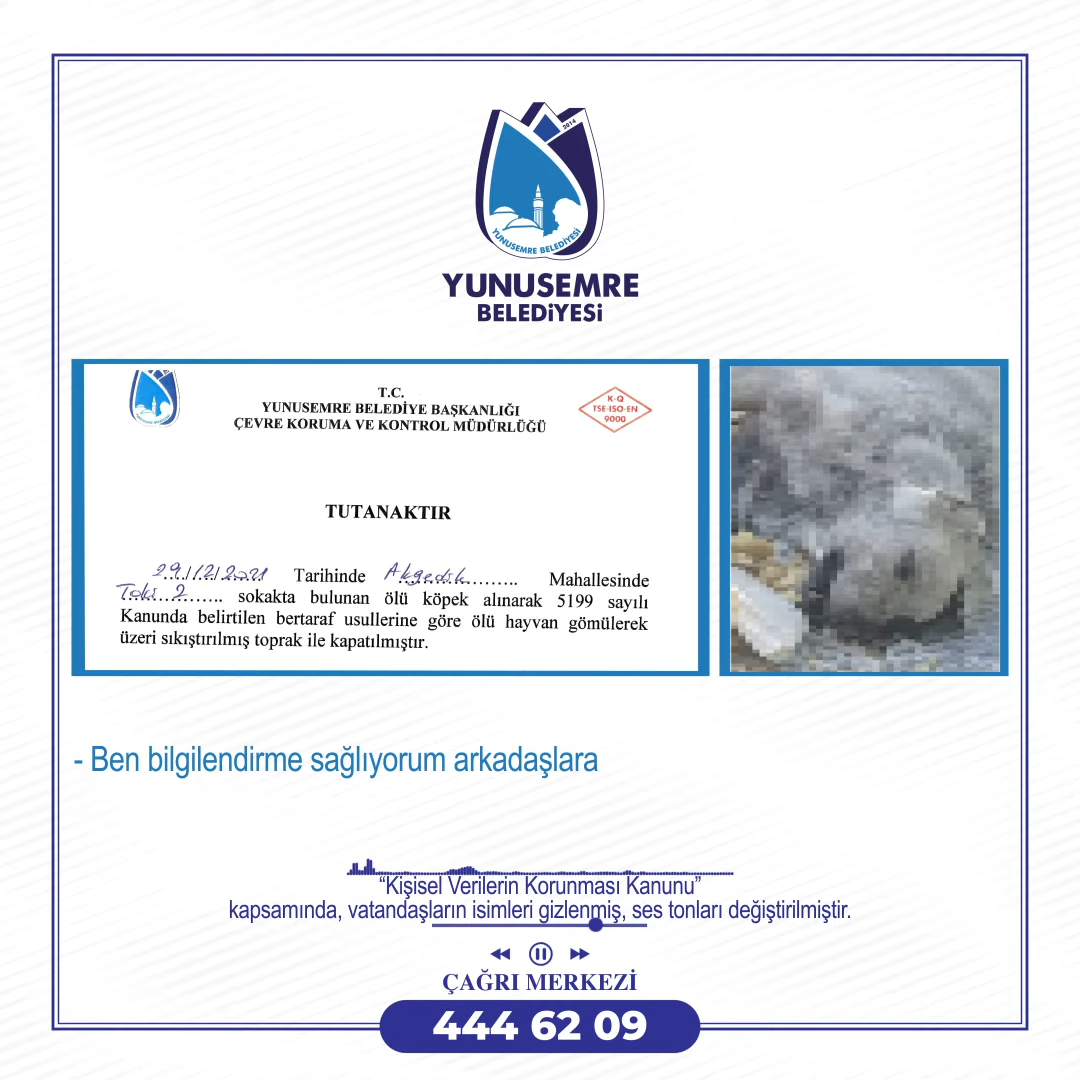 2014
YUNUSEMRE BELEDİYESİ
YUNUSEMRE
BELEDİYESİ
T.C.
YUNUSEMRE BELEDİYE BAŞKANLIĞI
ÇEVRE KORUMA VE KONTROL MÜDÜRLÜĞÜ
K-Q
TSE-ISO-EN
9000
TUTANAKTIR
29./12/2021 Tarihinde Akgedik.......... Mahallesinde
Toki 2...... sokakta bulunan ölü köpek alınarak 5199 sayılı
Kanunda belirtilen bertaraf usullerine göre ölü hayvan gömülerek
üzeri sıkıştırılmış toprak ile kapatılmıştır.
- Ben bilgilendirme sağlıyorum arkadaşlara
“Kişisel Verilerin Korunması Kanunu”
kapsamında, vatandaşların isimleri gizlenmiş, ses tonları değiştirilmiştir.
ÇAĞRI MERKEZİ
444 62 09